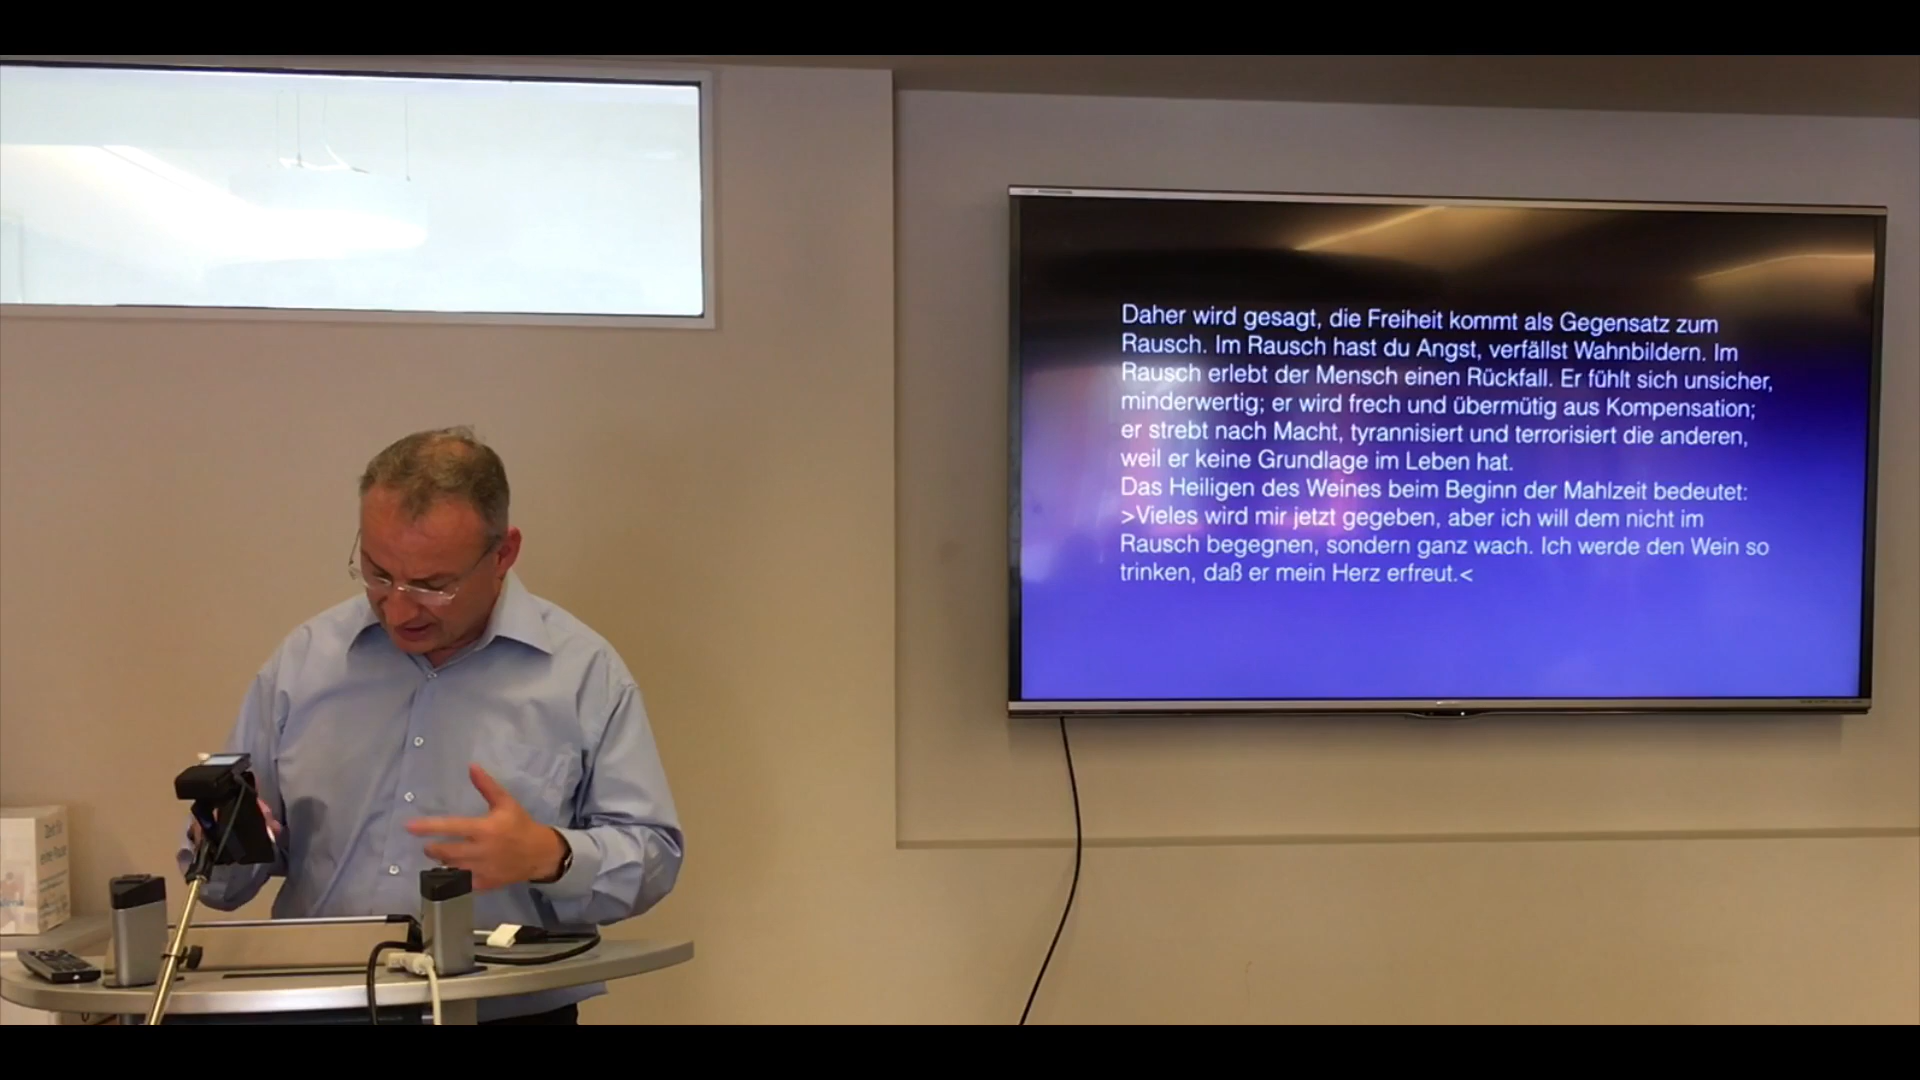 Daher wird gesagt, die Freiheit kommt als Gegensatz zum
Rausch. Im Rausch hast du Angst, verfällst Wahnbildern. Im
Rausch erlebt der Mensch einen Rückfall. Er fühlt sich unsicher,
minderwertig; er wird frech und übermütig aus Kompensation;
er strebt nach Macht, tyrannisiert und terrorisiert die anderen,
weil er keine Grundlage im Leben hat.
Das Heiligen des Weines beim Beginn der Mahlzeit bedeutet:
>Vieles wird mir jetzt gegeben, aber ich will dem nicht im
Rausch begegnen, sondern ganz wach. Ich werde den Wein so
trinken, daß er mein Herz erfreut.<